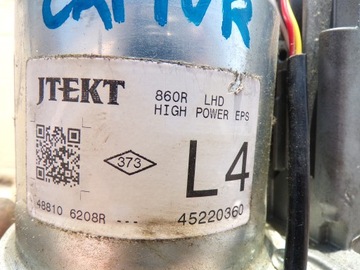 CAPTUR
JTEKT
860R LHD
HIGH POWER EPS
373
L4
48810 6208R ---
45220360